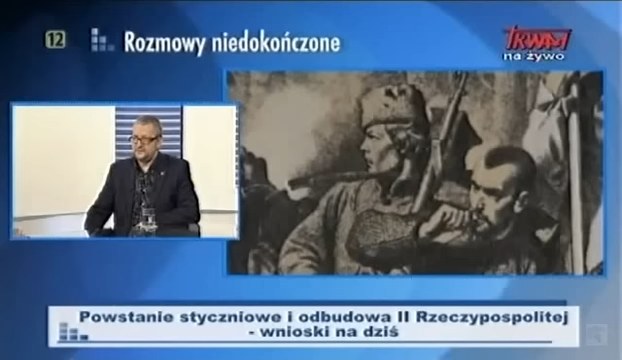 12
Rozmowy niedokończone
TRWAM
na żywo
Powstanie styczniowe i odbudowa II Rzeczypospolitej
- wnioski na dziś